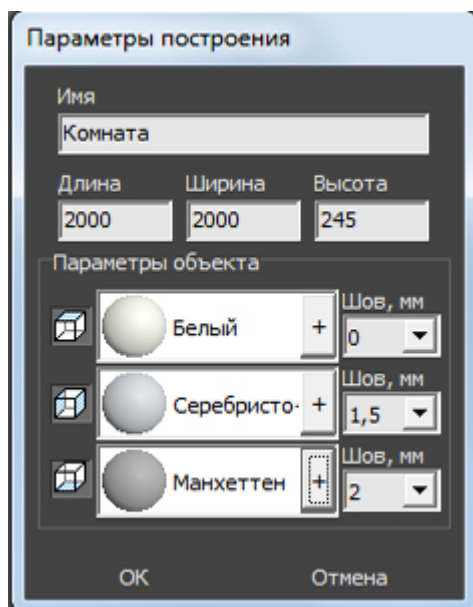 Параметры построения
Имя
Комната
Длина Ширина Высота
2000 2000 245
Параметры объекта
Шов, мм
Белый + 0
Шов, мм
Серебристо- + 1,5
Шов, мм
Манхеттен + 2
ОК Отмена